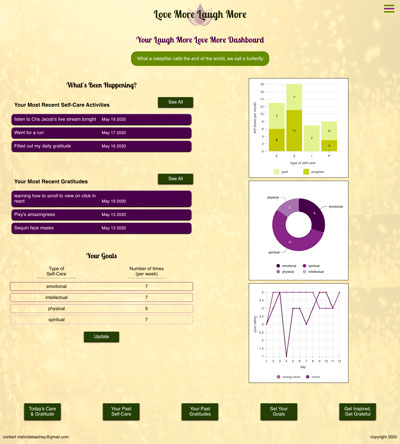 Love More Laugh More
Your Laugh More Love More Dashboard
What a caterpillar calls the end of the world, we call a butterfly.
What's Been Happening?
Your Most Recent Self-Care Activities
See All
listen to Cris Jacob's live stream tonight May 19 2020
Went for a run May 17 2020
Filled out my daily gratitude May 16 2020
Your Most Recent Gratitudes
See All
learning how to scroll to view on click in
react May 19 2020
Pixy's amazingness May 13 2020
Sequin face masks May 13 2020
Your Goals
Type of
Self-Care
Number of times
(per week)
emotional 7
intellectual 7
physical 5
spiritual 7
Update
type of self-care
goal progress
physical
emotional
spiritual
emotional spiritual
physical intellectual
day
energy level mood
Today's Care
& Gratitude
Your Past
Self-Care
Your Past
Gratitudes
Set Your
Goals
Get Inspired,
Get Grateful
copyright 2020